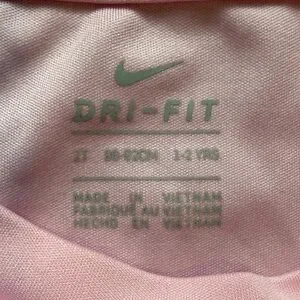 DRI-FIT
2T 86-92CM 1-2 YRS
MADE IN VIETNAM
FABRIQUÉ AU VIETNAM
HECHO EN VIETNAM